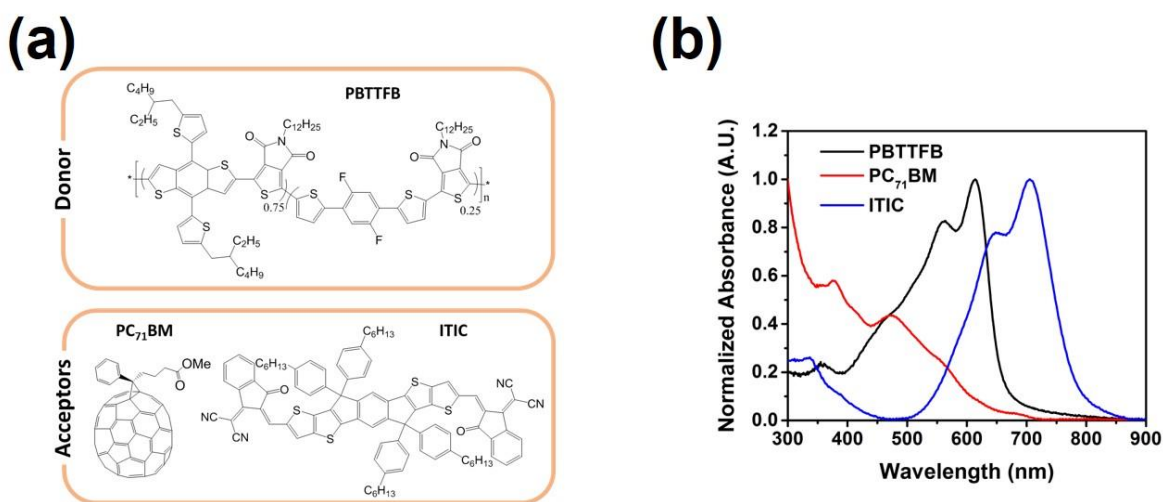 (a)
Donor
PBTTFB
C4H9
C2H5
S
S
S
O
N
O
C12H25
S
0.75
S
F
F
S
S
0.25
O
N
O
C12H25
*
*
n
S
C2H5
C4H9
Acceptors
PC71BM
OMe
O
ITIC
C6H13
C6H13
O
NC
CN
CN
S
S
S
S
CN
CN
O
C6H13
C6H13
(b)
Normalized Absorbance (A.U.)
1.2
1.0
0.8
0.6
0.4
0.2
0.0
PBTTFB
PC71BM
ITIC
300 400 500 600 700 800 900
Wavelength (nm)